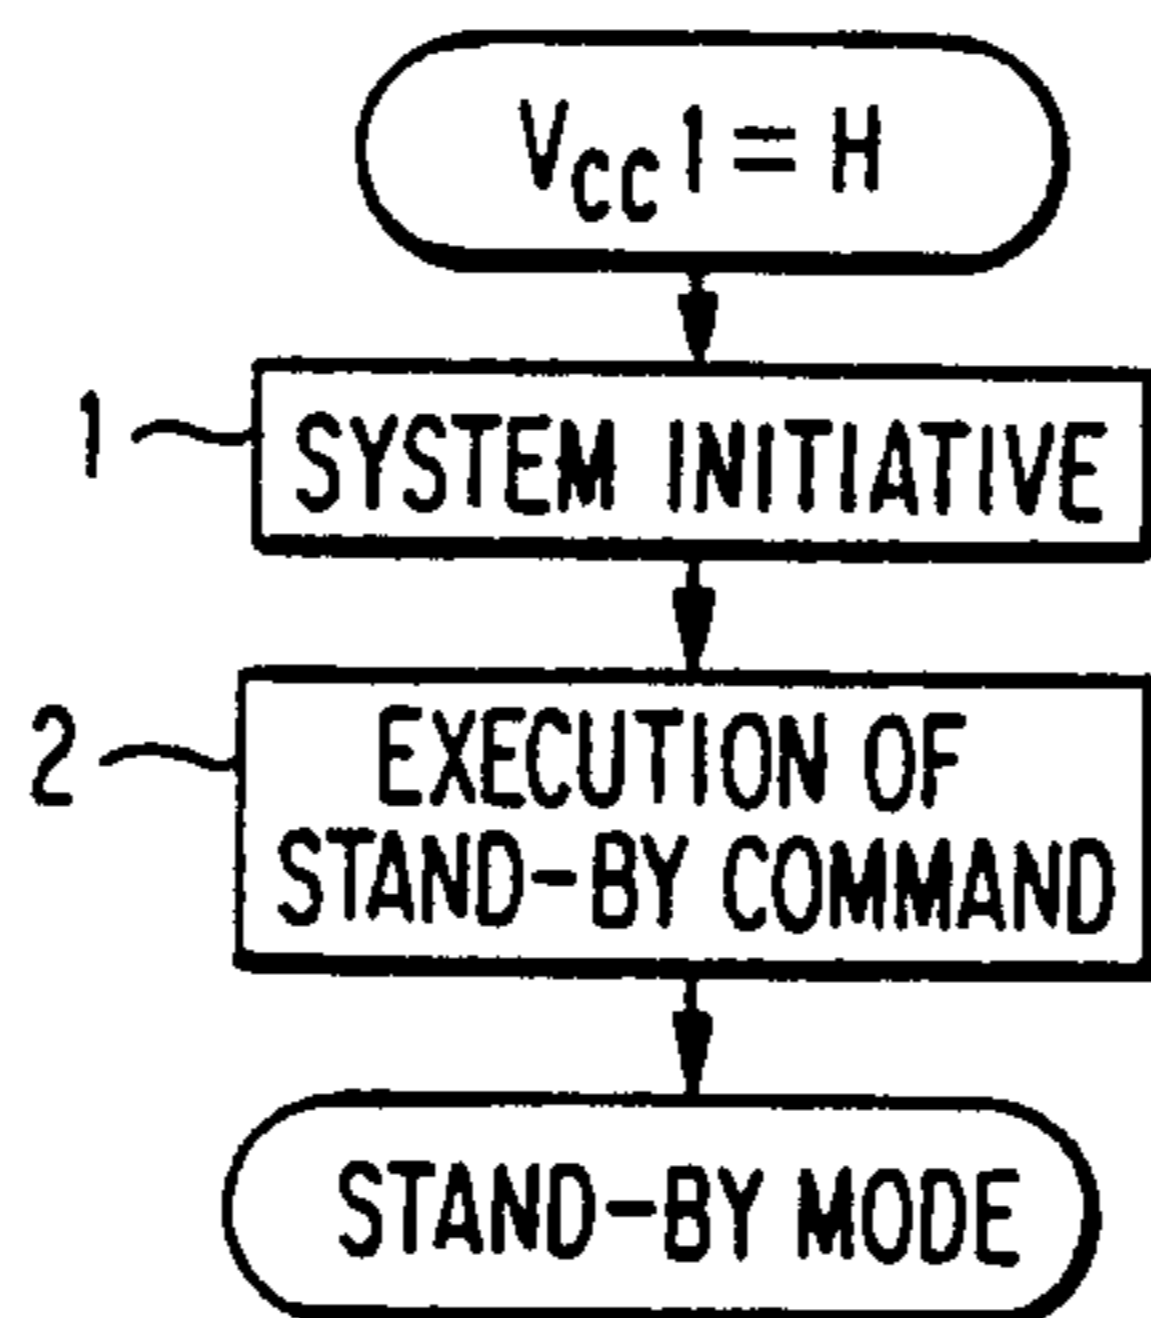 Vcc1 = H
1
SYSTEM INITIATIVE
2
EXECUTION OF
STAND-BY COMMAND
STAND-BY MODE